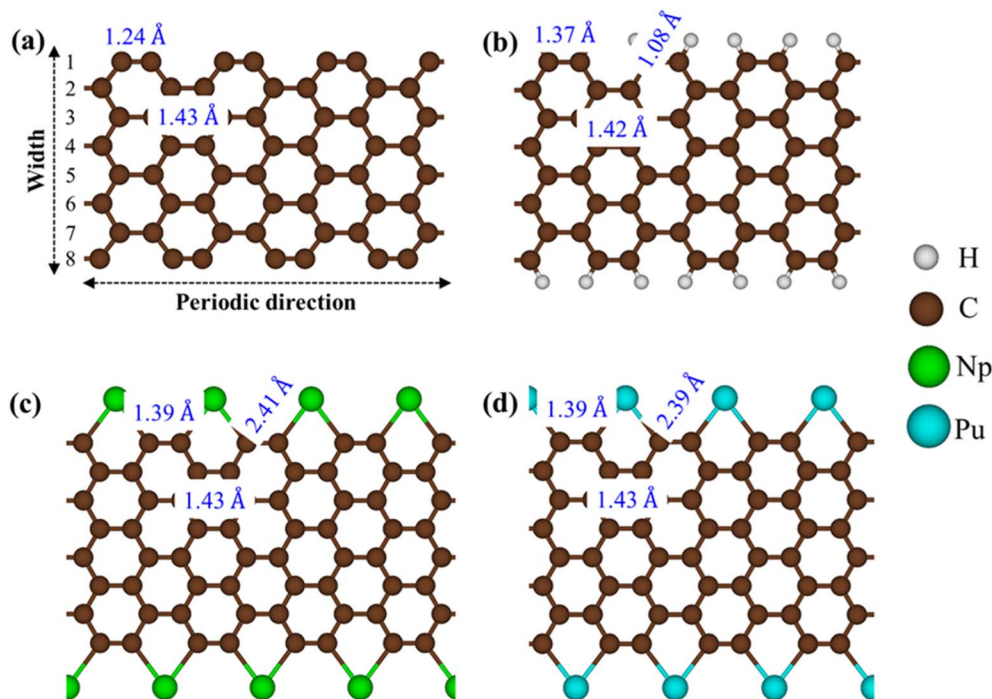 (a)
1.24 Å
1
2
3
4
5
6
7
8
Width
1.43 Å
Periodic direction
(b)
1.37 Å
1.08 Å
1.42 Å
H
C
Np
Pu
(c)
1.39 Å
2.41 Å
1.43 Å
(d)
1.39 Å
2.39 Å
1.43 Å